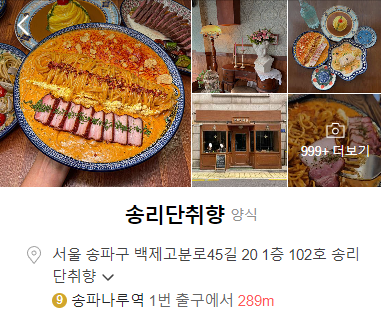 999+ 더보기
송리단취향 양식
서울 송파구 백제고분로45길 20 1층 102호 송리
단취향
9 송파나루역 1번 출구에서 289m